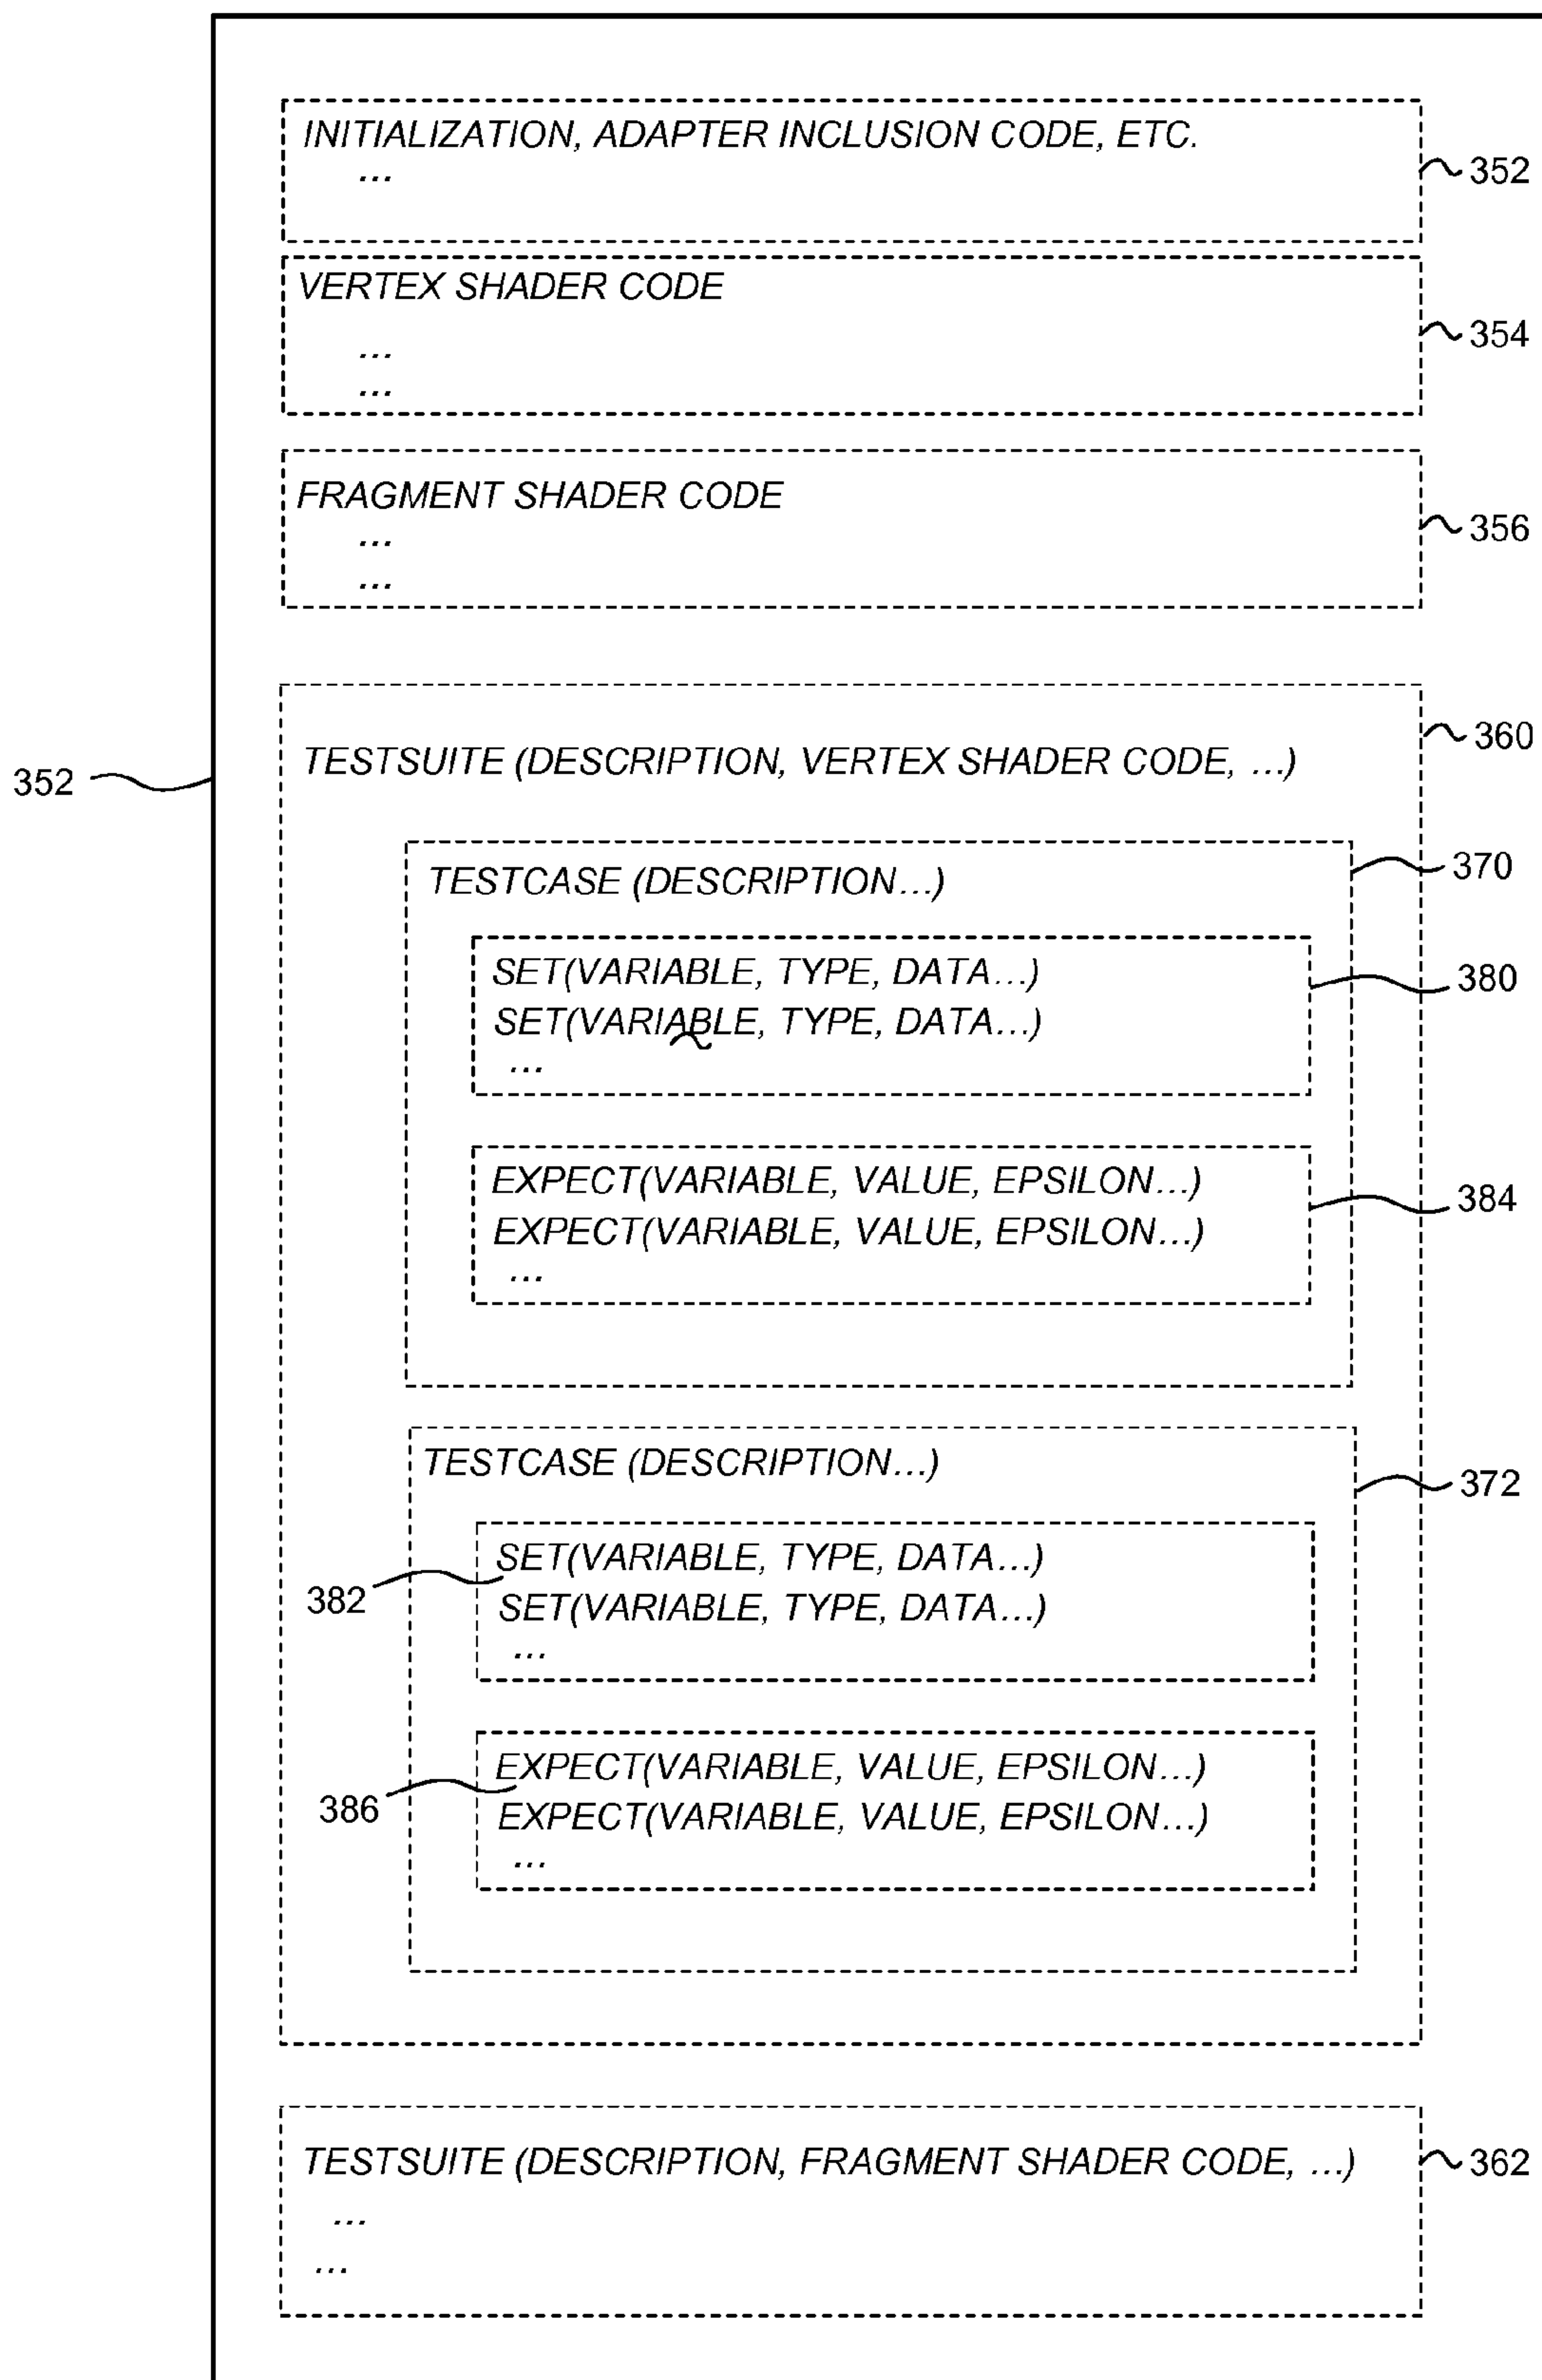 INITIALIZATION, ADAPTER INCLUSION CODE, ETC.
...
352
VERTEX SHADER CODE
...
354
...
FRAGMENT SHADER CODE
...
356
...
360
TESTSUITE (DESCRIPTION, VERTEX SHADER CODE, ...)
352
370
TESTCASE (DESCRIPTION...)
SET(VARIABLE, TYPE, DATA...)
380
SET(VARIABLE, TYPE, DATA...)
...
EXPECT(VARIABLE, VALUE, EPSILON...)
384
EXPECT(VARIABLE, VALUE, EPSILON...)
...
TESTCASE (DESCRIPTION...)
372
SET(VARIABLE, TYPE, DATA...)
382
SET(VARIABLE, TYPE, DATA...)
...
EXPECT(VARIABLE, VALUE, EPSILON...)
386
EXPECT(VARIABLE, VALUE, EPSILON...)
...
TESTSUITE (DESCRIPTION, FRAGMENT SHADER CODE, ...)
362
...
...